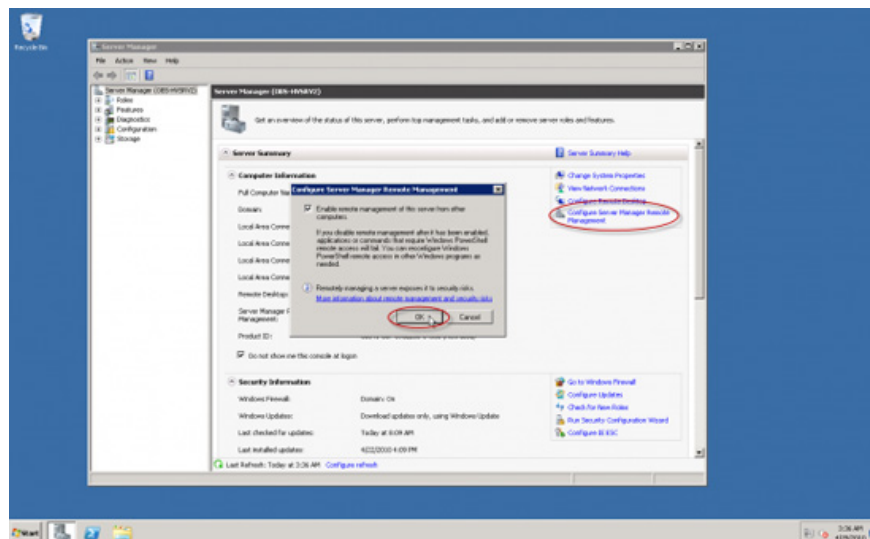 Recycle Bin
Server Manager
File Action View Help
Server Manager (DBS-HVSRV2)
Roles
Features
Diagnostics
Configuration
Storage
Server Manager (DBS-HVSRV2)
Get an overview of the status of this server, perform top management tasks, and add or remove server roles and features.
Server Summary
Server Summary Help
Computer Information
Full Computer Na
Domain:
Local Area Conne
Local Area Conne
Local Area Conne
Local Area Conne
Remote Desktop:
Server Manager R
Management:
Product ID:
Do not show me this console at logon
Change System Properties
View Network Connections
Configure Remote Desktop
Configure Server Manager Remote
Management
Configure Server Manager Remote Management
Enable remote management of this server from other
computers
If you disable remote management after it has been enabled,
applications or commands that require Windows PowerShell
remote access will fail. You can reconfigure Windows
PowerShell remote access in other Windows programs as
needed.
Remotely managing a server exposes it to security risks.
More information about remote management and security risks
OK
Cancel
Security Information
Windows Firewall:
Domain: On
Windows Updates:
Download updates only, using Windows Update
Last checked for updates:
Today at 8:09 AM
Last installed updates:
4/22/2010 4:09 PM
Go to Windows Firewall
Configure Updates
Check for New Roles
Run Security Configuration Wizard
Configure IE ESC
Last Refresh: Today at 3:36 AM Configure refresh
Start
3:36 AM